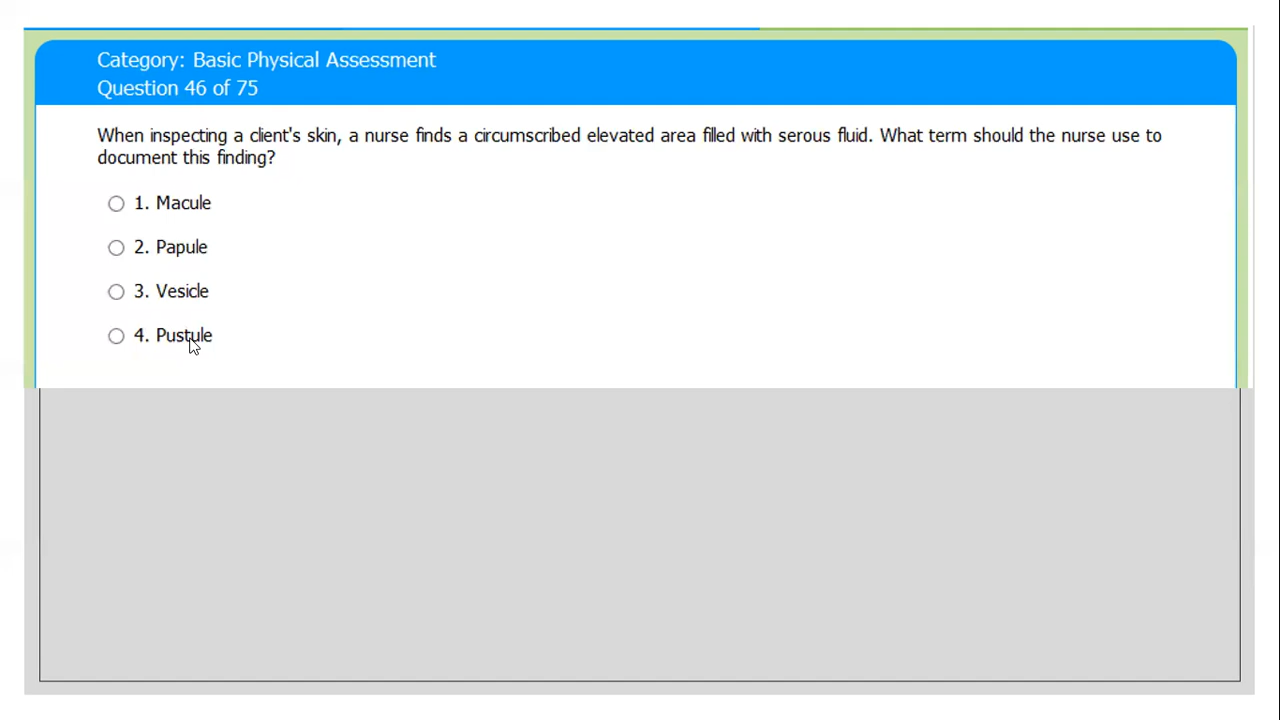 Category: Basic Physical Assessment
Question 46 of 75
When inspecting a client's skin, a nurse finds a circumscribed elevated area filled with serous fluid. What term should the nurse use to
document this finding?
1. Macule
2. Papule
3. Vesicle
4. Pustule